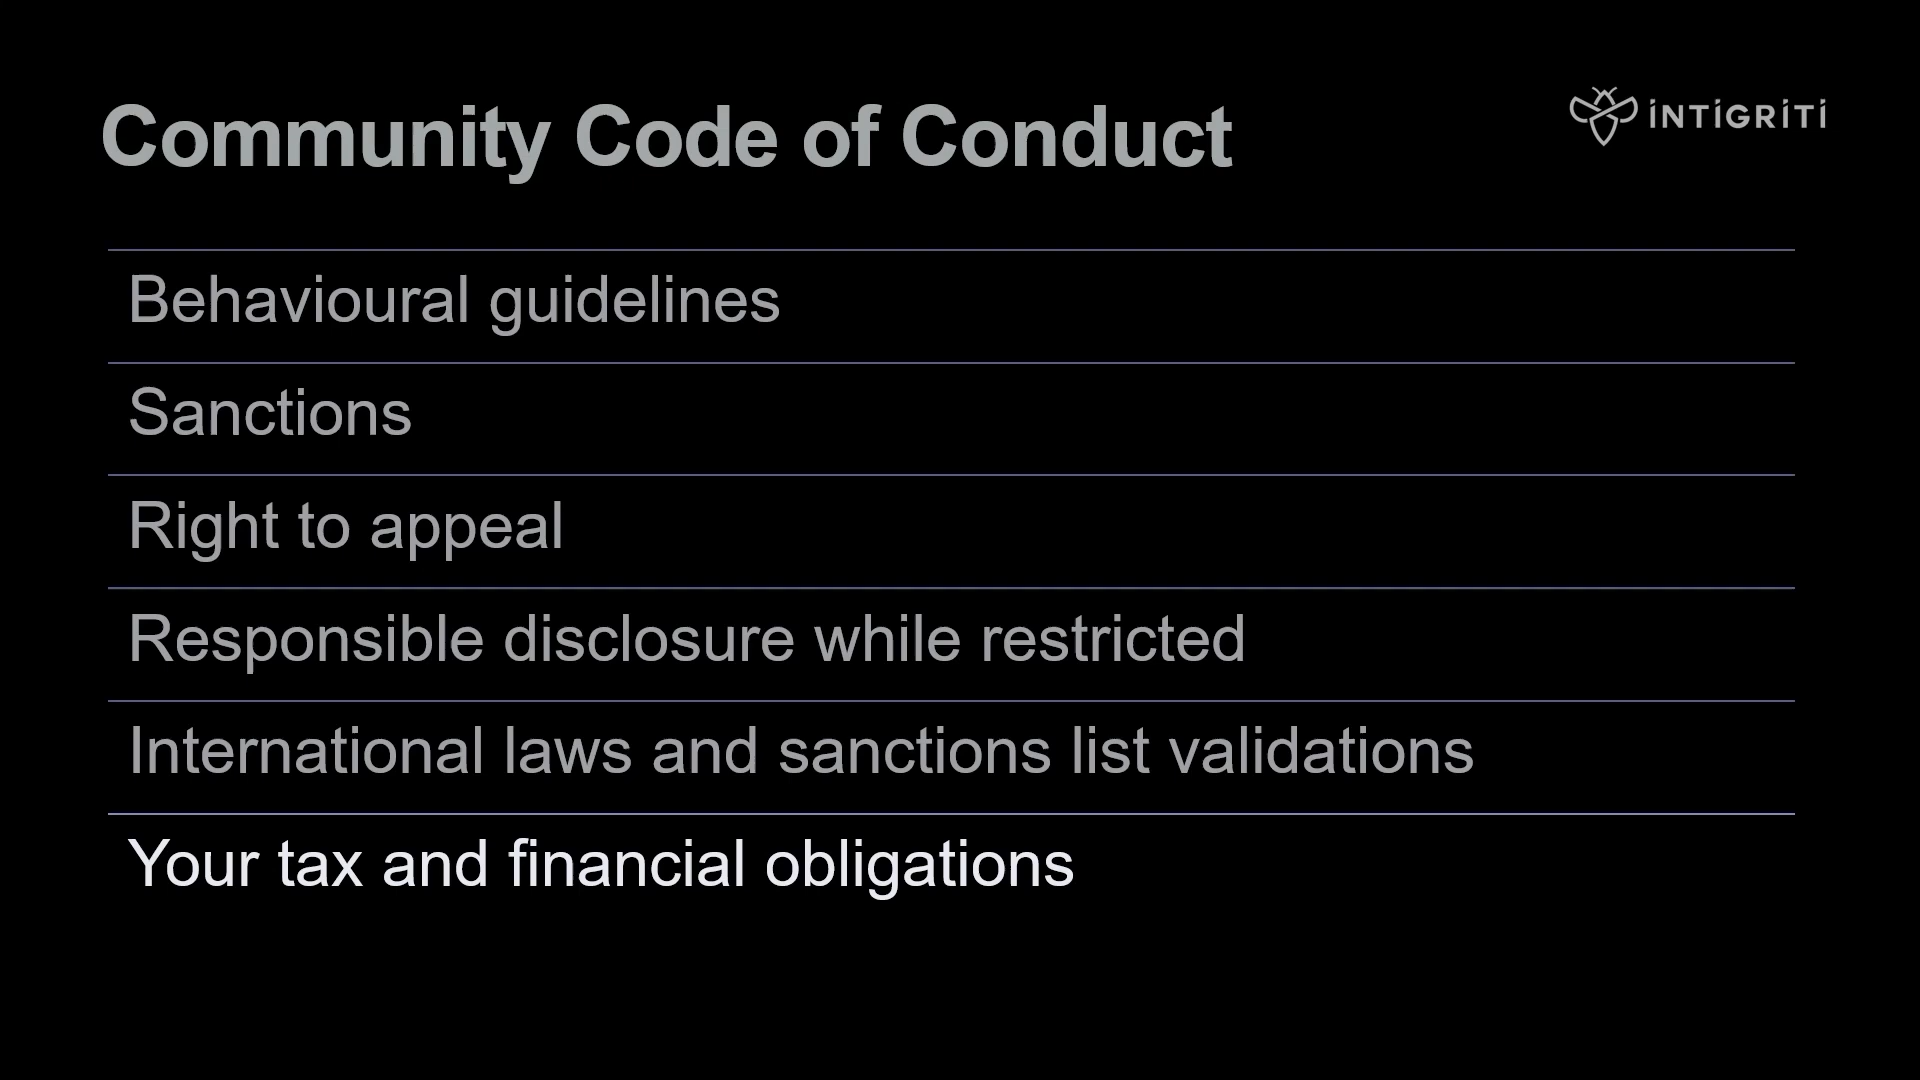 Community Code of Conduct
INTIGRITI
Behavioural guidelines
Sanctions
Right to appeal
Responsible disclosure while restricted
International laws and sanctions list validations
Your tax and financial obligations